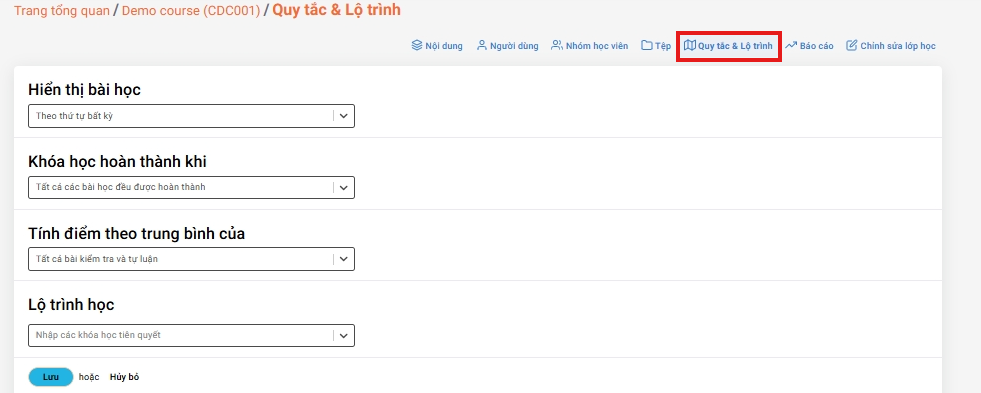 Trang tổng quan / Demo course (CDC001) / Quy tắc & Lộ trình
Nội dung Người dùng Nhóm học viên Tệp Quy tắc & Lộ trình Báo cáo Chỉnh sửa lớp học
Hiển thị bài học
Theo thứ tự bất kỳ
Khóa học hoàn thành khi
Tất cả các bài học đều được hoàn thành
Tính điểm theo trung bình của
Tất cả bài kiểm tra và tự luận
Lộ trình học
Nhập các khóa học tiên quyết
Lưu hoặc Hủy bỏ